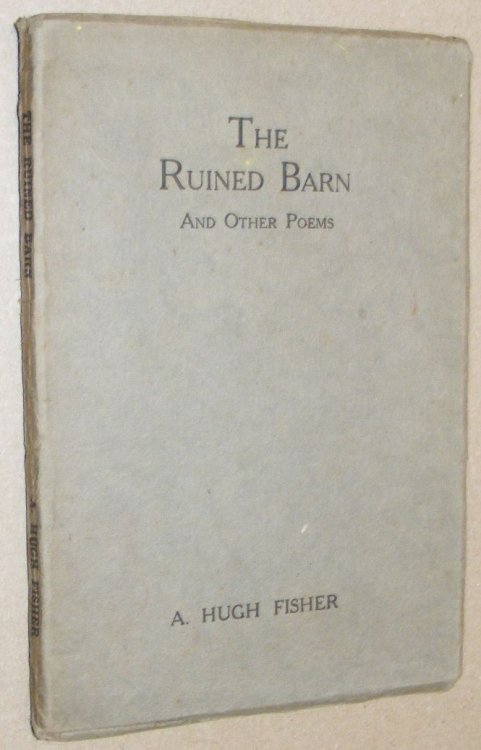 THE
RUINED BARN
AND OTHER POEMS
A. HUGH FISHER
THE RUINED BARN
A. HUGH FISHER